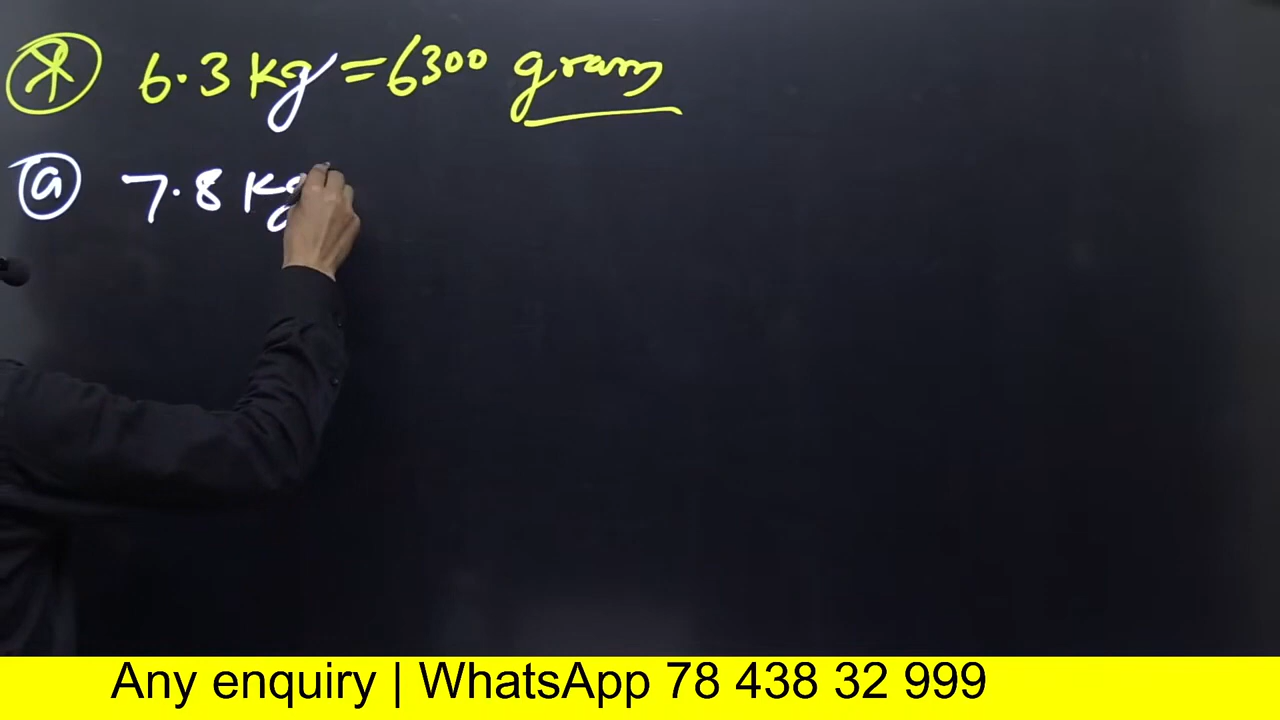 * 6.3 kg = 6300 gram
a 7.8 kg
Any enquiry | WhatsApp 78 438 32 999